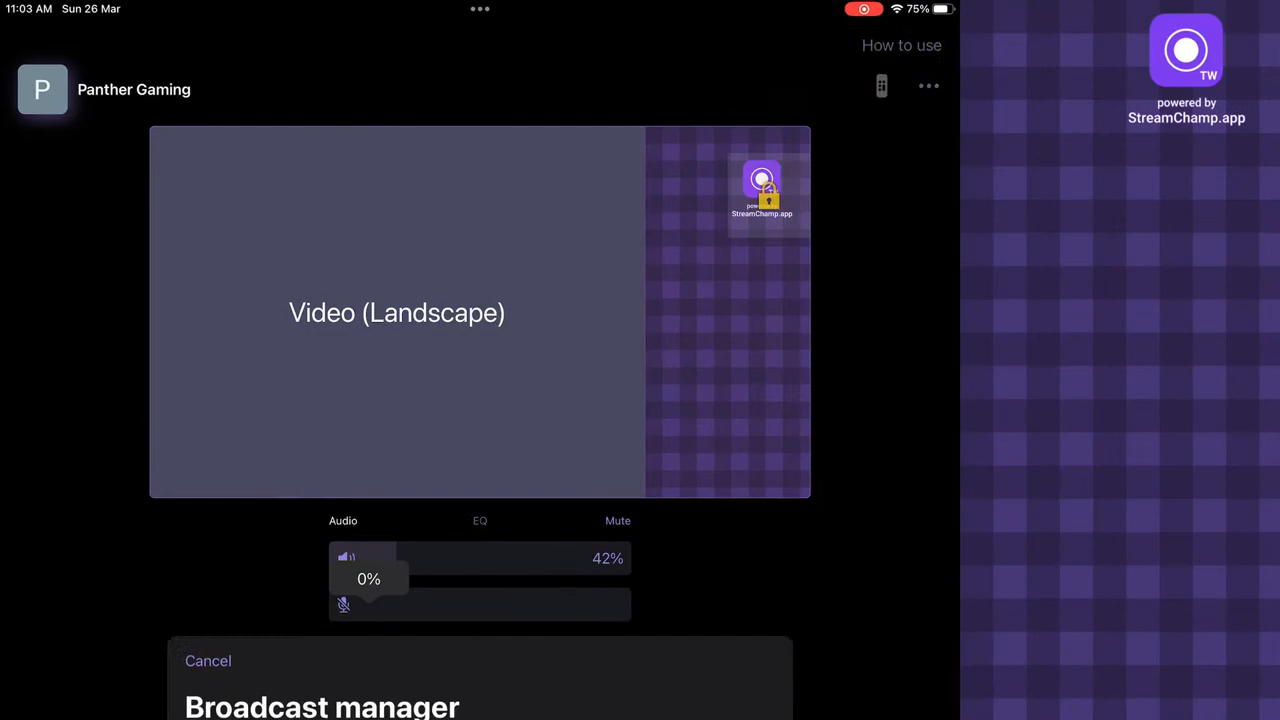 11:03 AM Sun 26 Mar
75%
How to use
TW
powered by
StreamChamp.app
P
Panther Gaming
StreamChamp.app
Video (Landscape)
Audio
EQ
Mute
42%
0%
Cancel
Broadcast manager